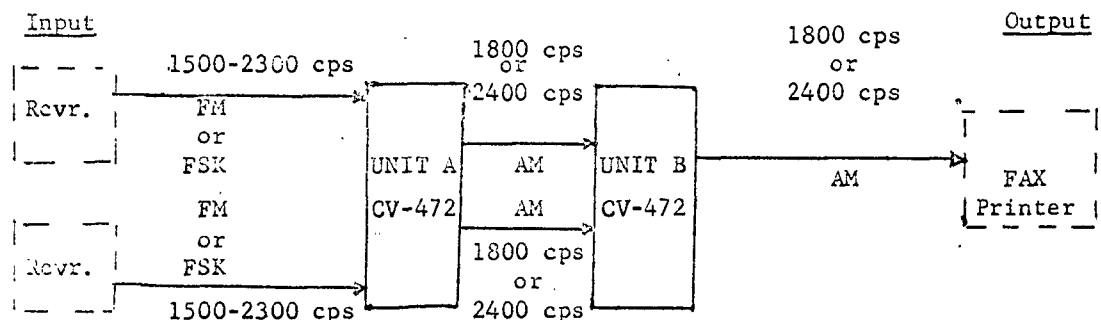 Input
Output
1500-2300 cps
1800 cps
or
2400 cps
1800 cps
or
2400 cps
Rcvr.
FM
or
FSK
UNIT A
CV-472
AM
AM
UNIT B
CV-472
AM
FAX
Printer
Rcvr.
FM
or
FSK
1500-2300 cps
1800 cps
or
2400 cps